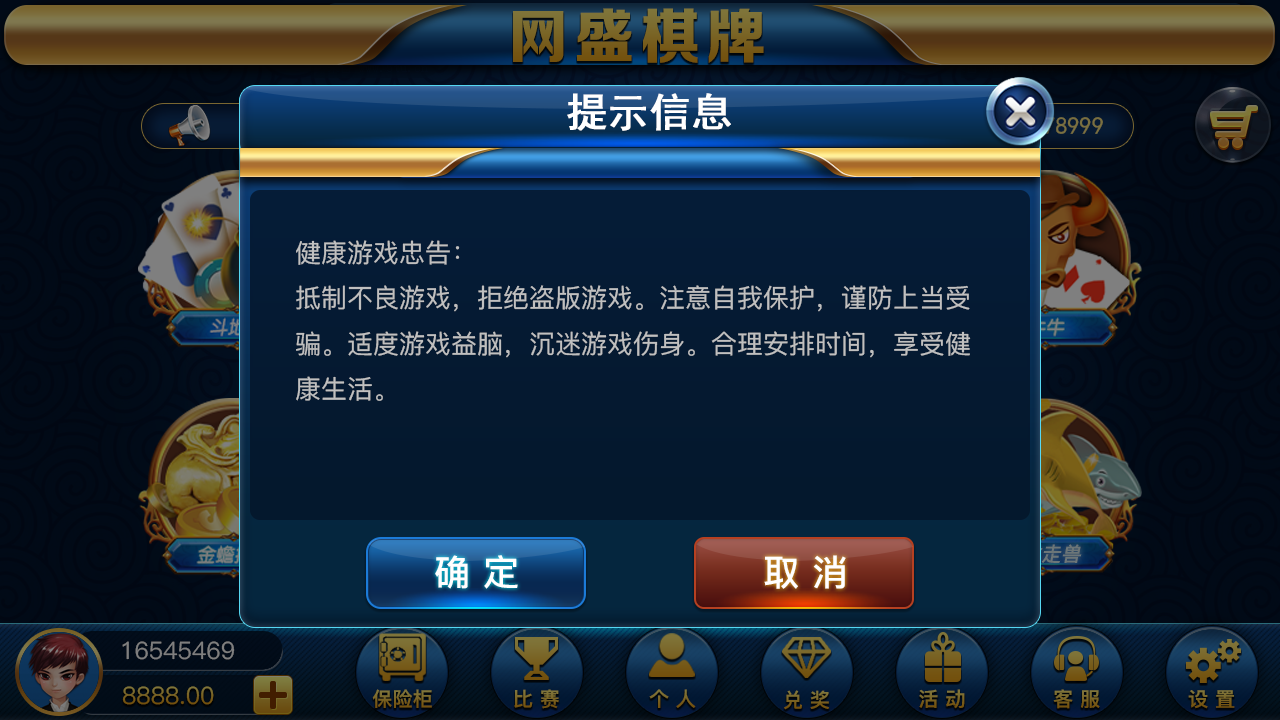 网盛棋牌
提示信息
8999
健康游戏忠告：
抵制不良游戏，拒绝盗版游戏。注意自我保护，谨防上当受
骗。适度游戏益脑，沉迷游戏伤身。合理安排时间，享受健
康生活。
金蟾
走兽
确定
取消
16545469
8888.00
保险柜
比赛
个人
兑奖
活动
客服
设置